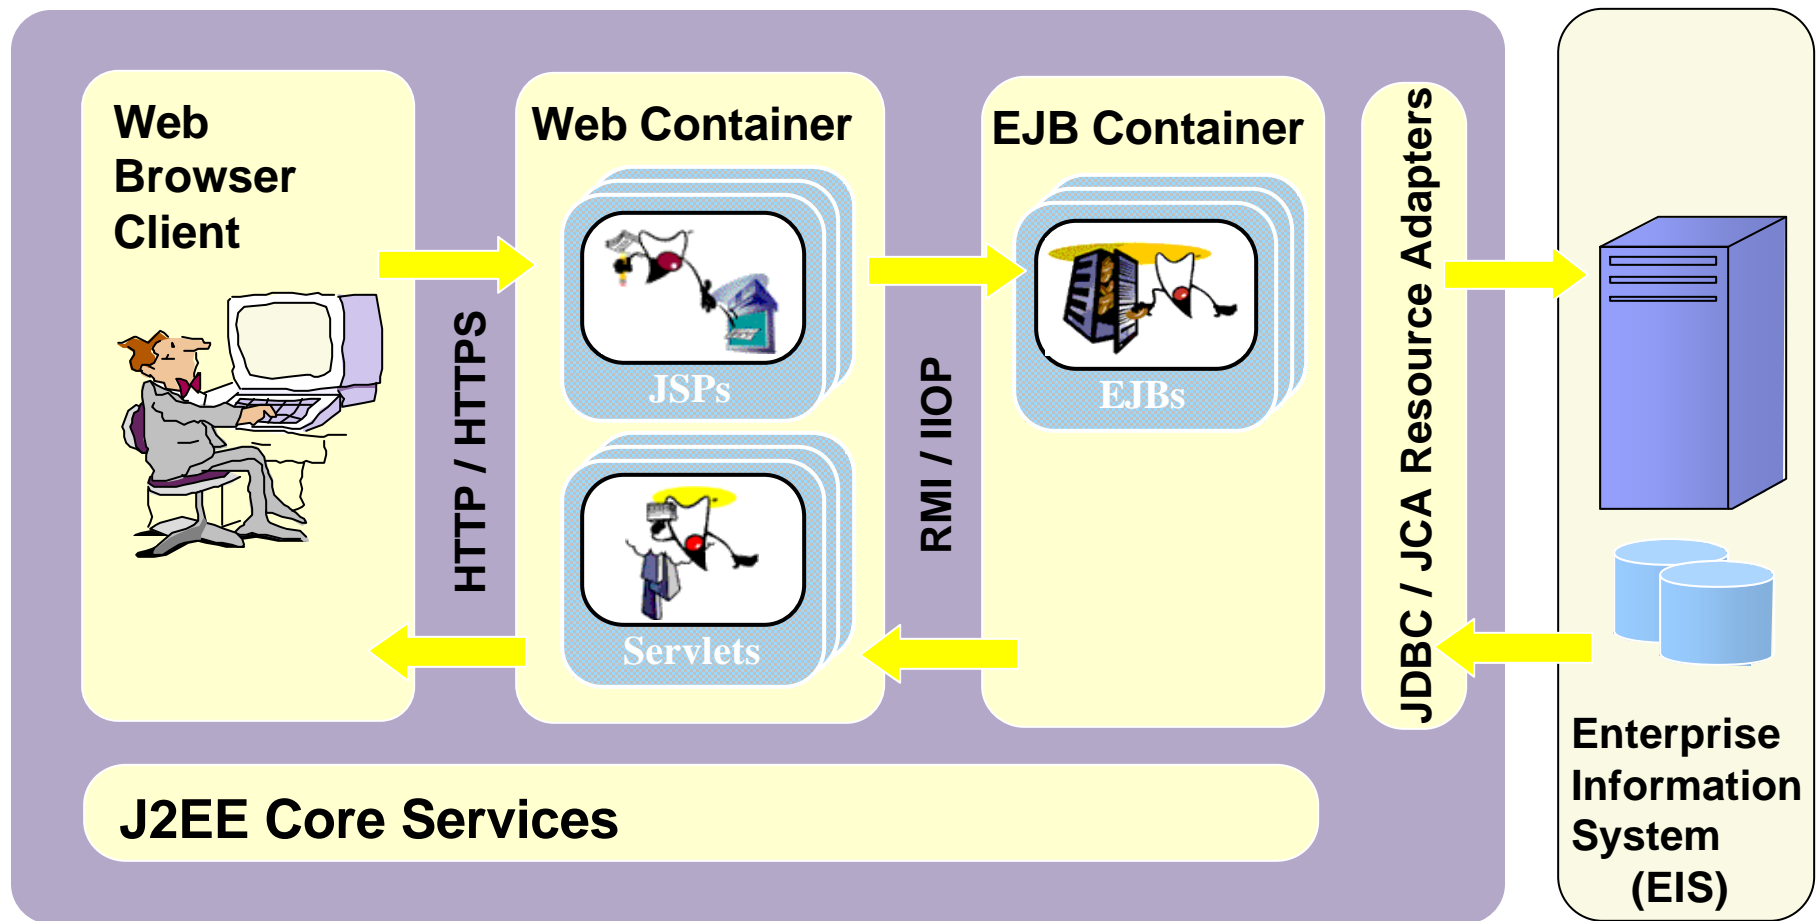 Web
Browser
Client
HTTP / HTTPS
Web Container
JSPs
Servlets
RMI / IIOP
EJB Container
EJBs
JDBC / JCA Resource Adapters
Enterprise
Information
System
(EIS)
J2EE Core Services